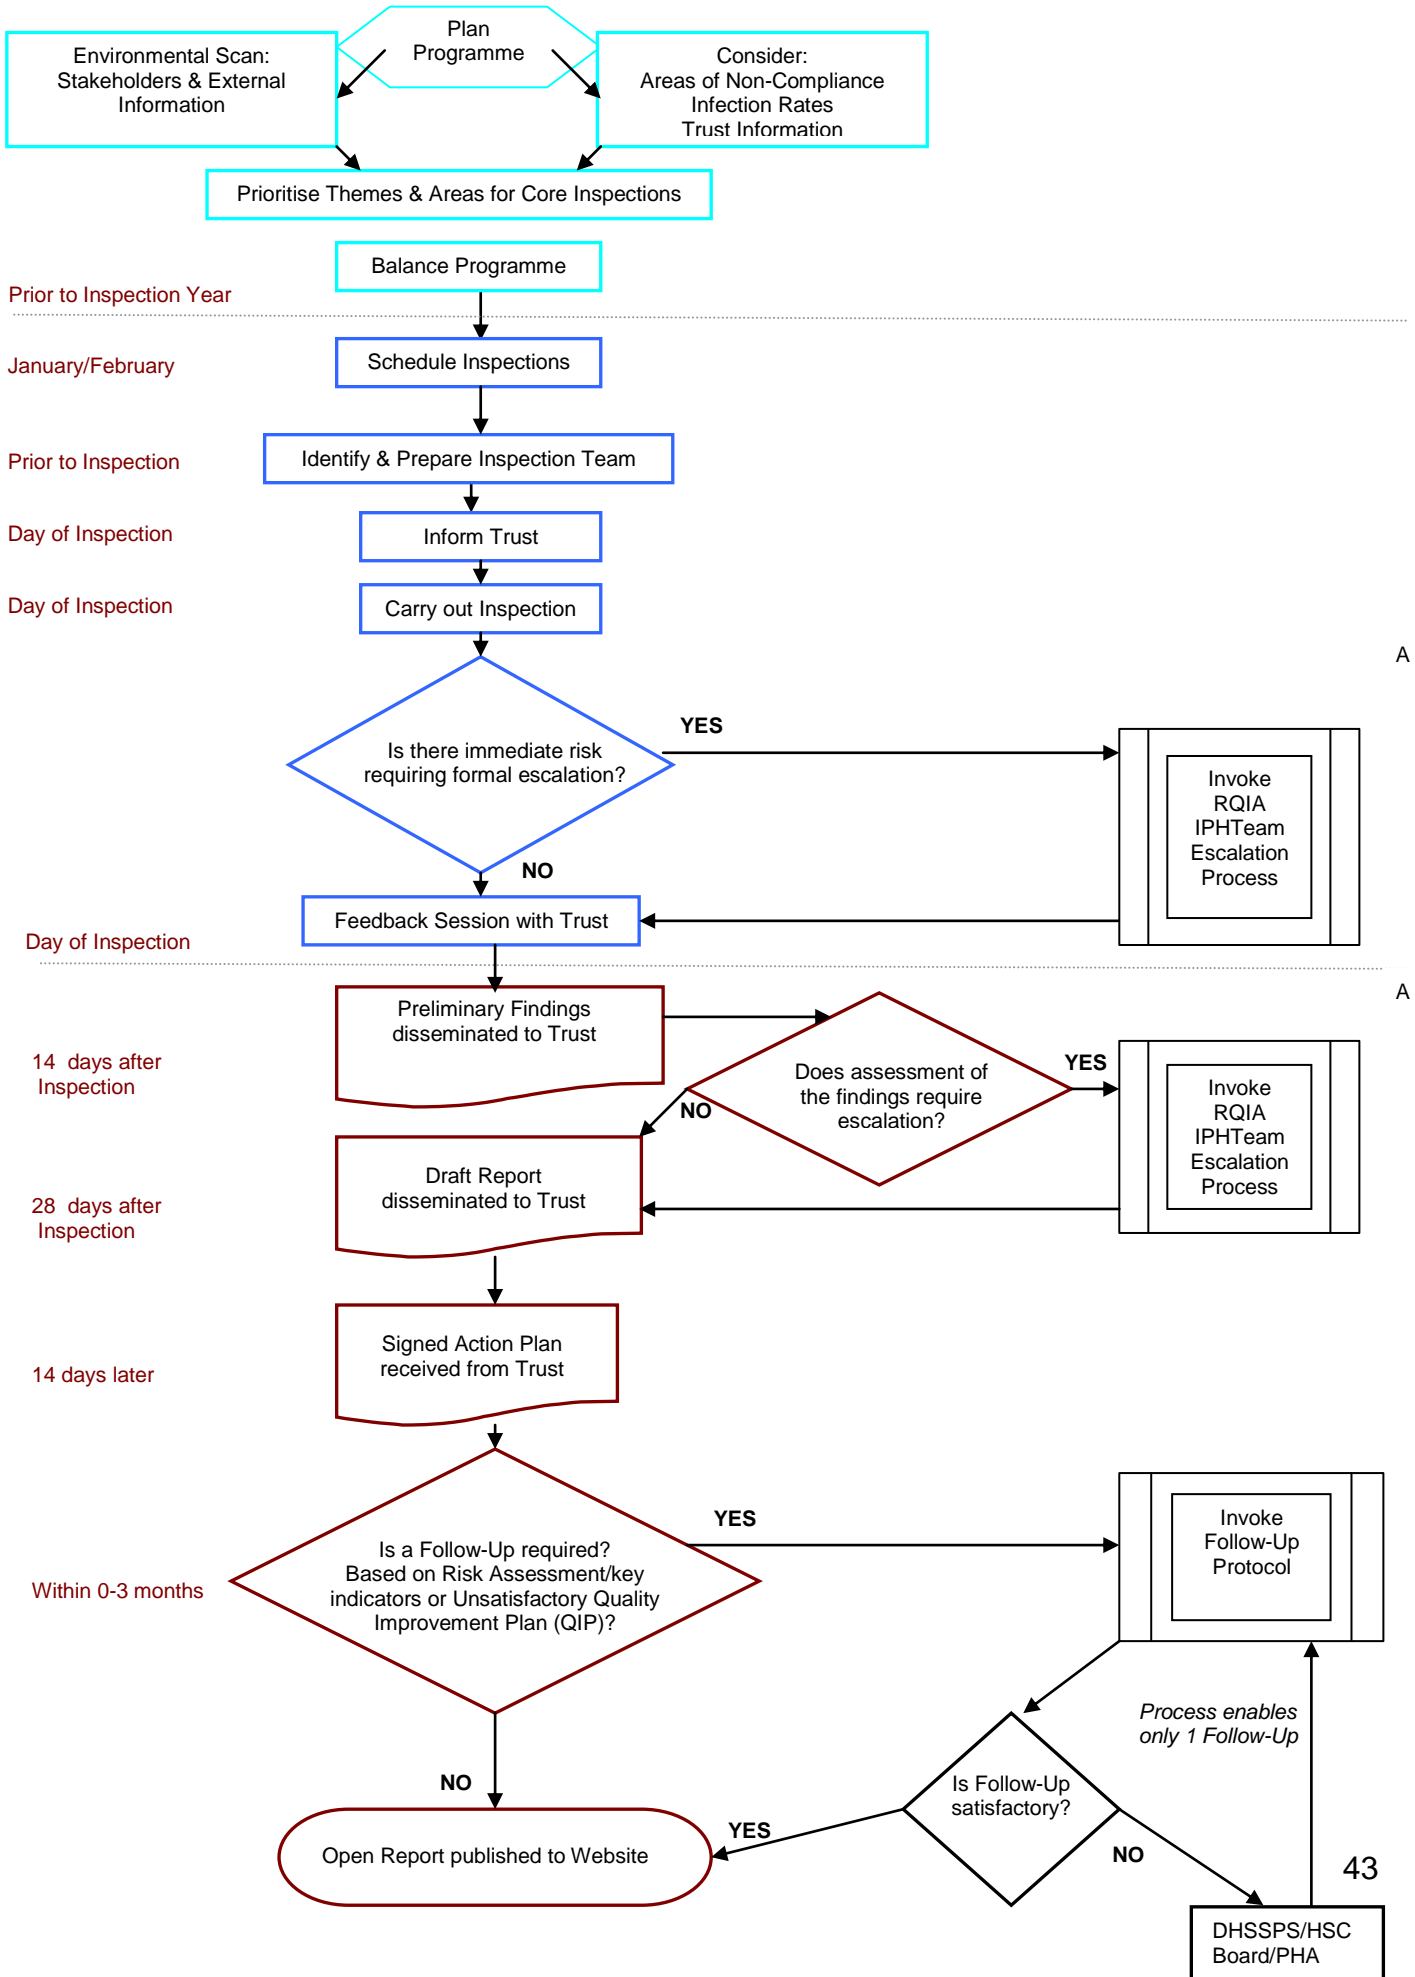 Plan
Programme
Environmental Scan:
Stakeholders & External
Information
Consider:
Areas of Non-Compliance
Infection Rates
Trust Information
Prioritise Themes & Areas for Core Inspections
Balance Programme
Prior to Inspection Year
January/February
Schedule Inspections
Prior to Inspection
Identify & Prepare Inspection Team
Day of Inspection
Inform Trust
Day of Inspection
Carry out Inspection
A
YES
Is there immediate risk
requiring formal escalation?
Invoke
RQIA
IPHTeam
Escalation
Process
NO
Feedback Session with Trust
Day of Inspection
A
Preliminary Findings
disseminated to Trust
14 days after
Inspection
Does assessment of
the findings require
escalation?
YES
Invoke
RQIA
IPHTeam
Escalation
Process
NO
Draft Report
disseminated to Trust
28 days after
Inspection
Signed Action Plan
received from Trust
14 days later
YES
Is a Follow-Up required?
Based on Risk Assessment/key
indicators or Unsatisfactory Quality
Improvement Plan (QIP)?
Within 0-3 months
Invoke
Follow-Up
Protocol
Process enables
only 1 Follow-Up
NO
Is Follow-Up
satisfactory?
YES
NO
Open Report published to Website
43
DHSSPS/HSC
Board/PHA